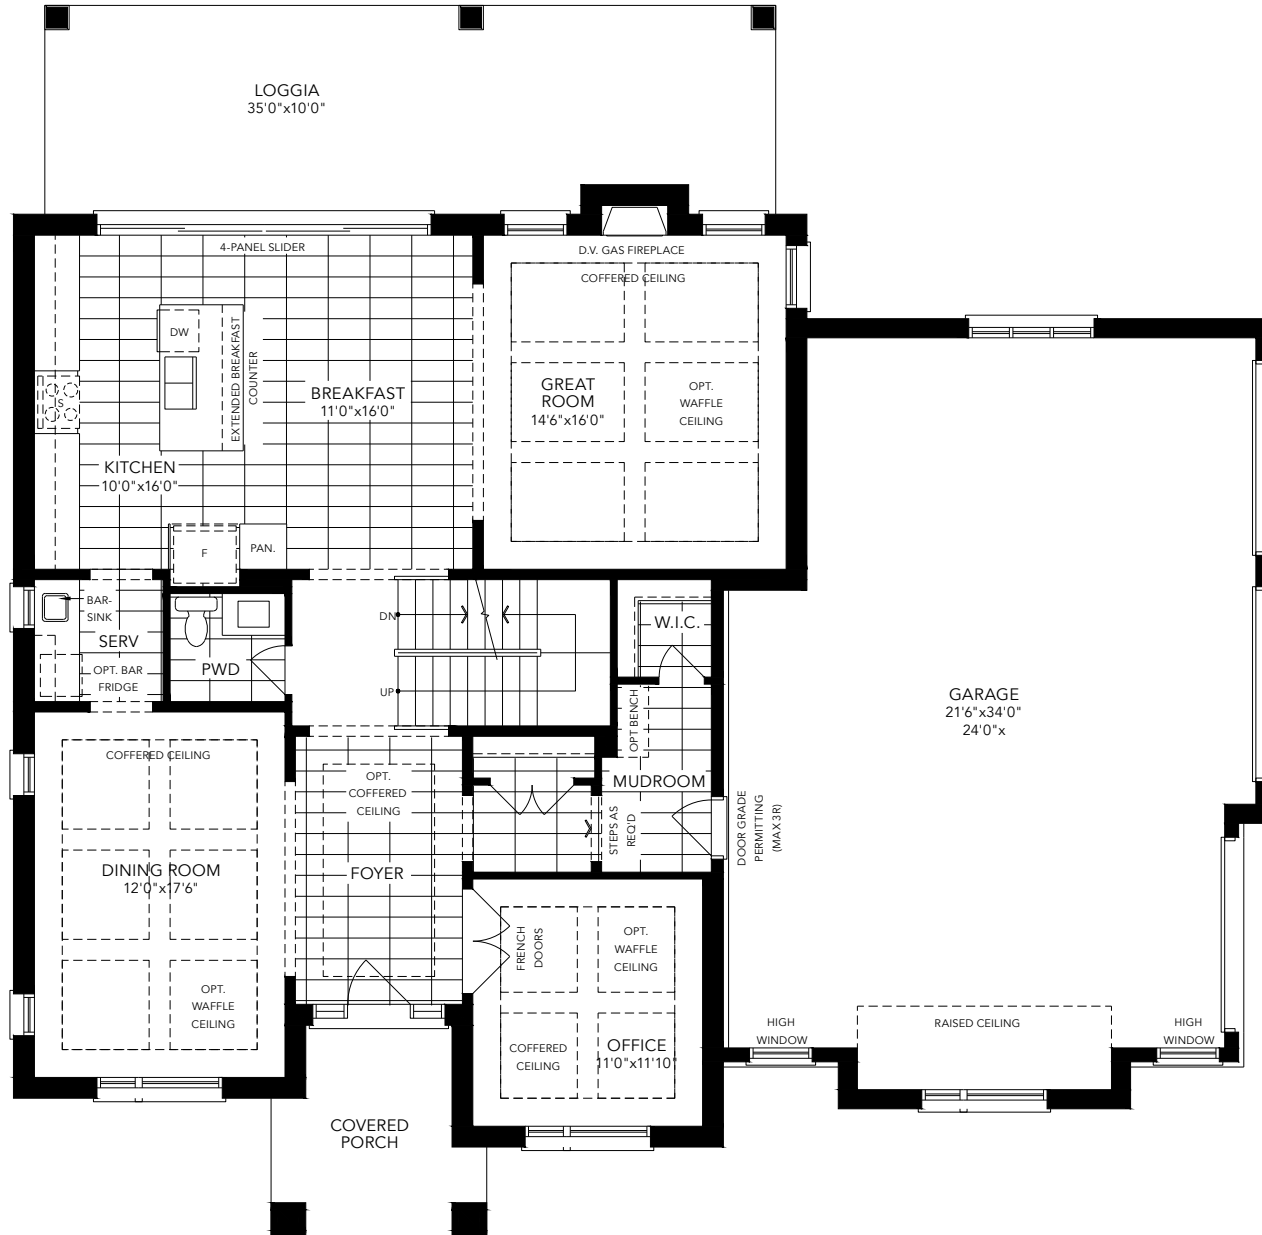 LOGGIA
35'0"x10'0"
4-PANEL SLIDER
D.V. GAS FIREPLACE
COFFERED CEILING
DW
EXTENDED BREAKFAST
COUNTER
BREAKFAST
11'0"x16'0"
GREAT
ROOM
14'6"x16'0"
OPT.
WAFFLE
CEILING
S
KITCHEN
10'0"x16'0"
F
PAN.
BAR-
SINK
SERV
OPT. BAR
FRIDGE
PWD
DN
UP
W.I.C.
OPT BENCH
MUDROOM
STEPS AS
REQ'D
DOOR GRADE
PERMITTING
(MAX 3R)
GARAGE
21'6"x34'0"
24'0"x
COFFERED CEILING
DINING ROOM
12'0"x17'6"
OPT.
WAFFLE
CEILING
OPT.
COFFERED
CEILING
FOYER
FRENCH
DOORS
OPT.
WAFFLE
CEILING
COFFERED
CEILING
OFFICE
11'0"x11'10"
HIGH
WINDOW
RAISED CEILING
HIGH
WINDOW
COVERED
PORCH